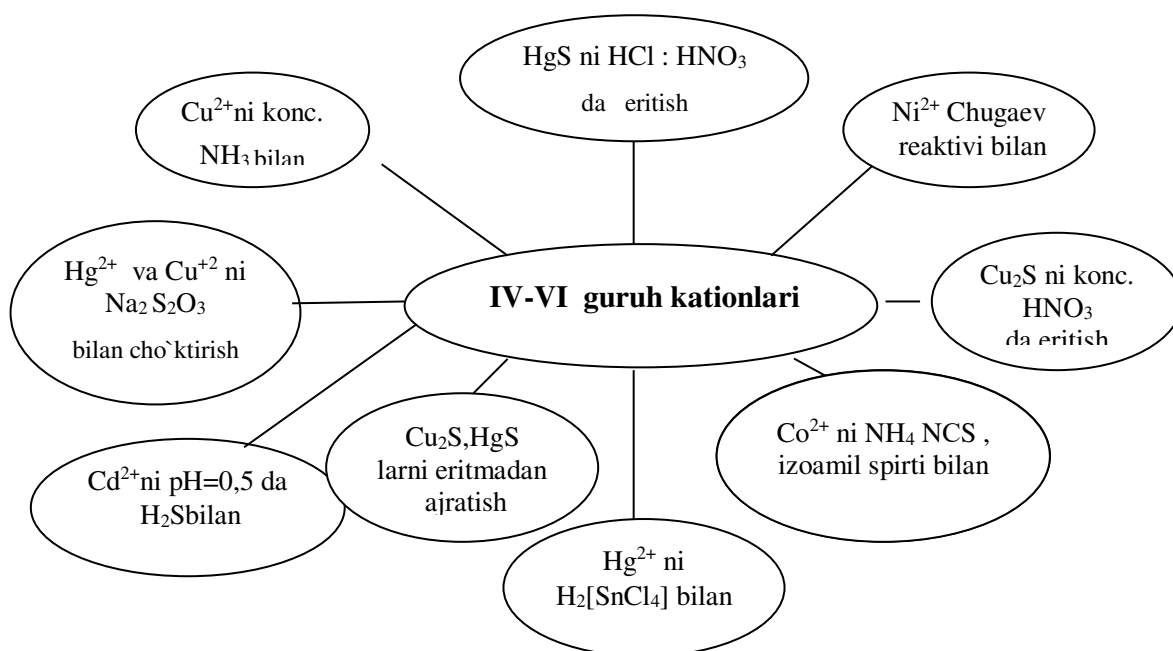 HgS ni HCl : HNO₃
da eritish
Cu²⁺ni konc.
NH₃ bilan
Ni²⁺ Chugaev
reaktivi bilan
Hg²⁺ va Cu⁺² ni
Na₂ S₂O₃
bilan cho`ktirish
IV-VI guruh kationlari
Cu₂S ni konc.
HNO₃
da eritish
Cd²⁺ni pH=0,5 da
H₂Sbilan
Cu₂S,HgS
larni eritmadan
ajratish
Co²⁺ ni NH₄ NCS ,
izoamil spirti bilan
Hg²⁺ ni
H₂[SnCl₄] bilan